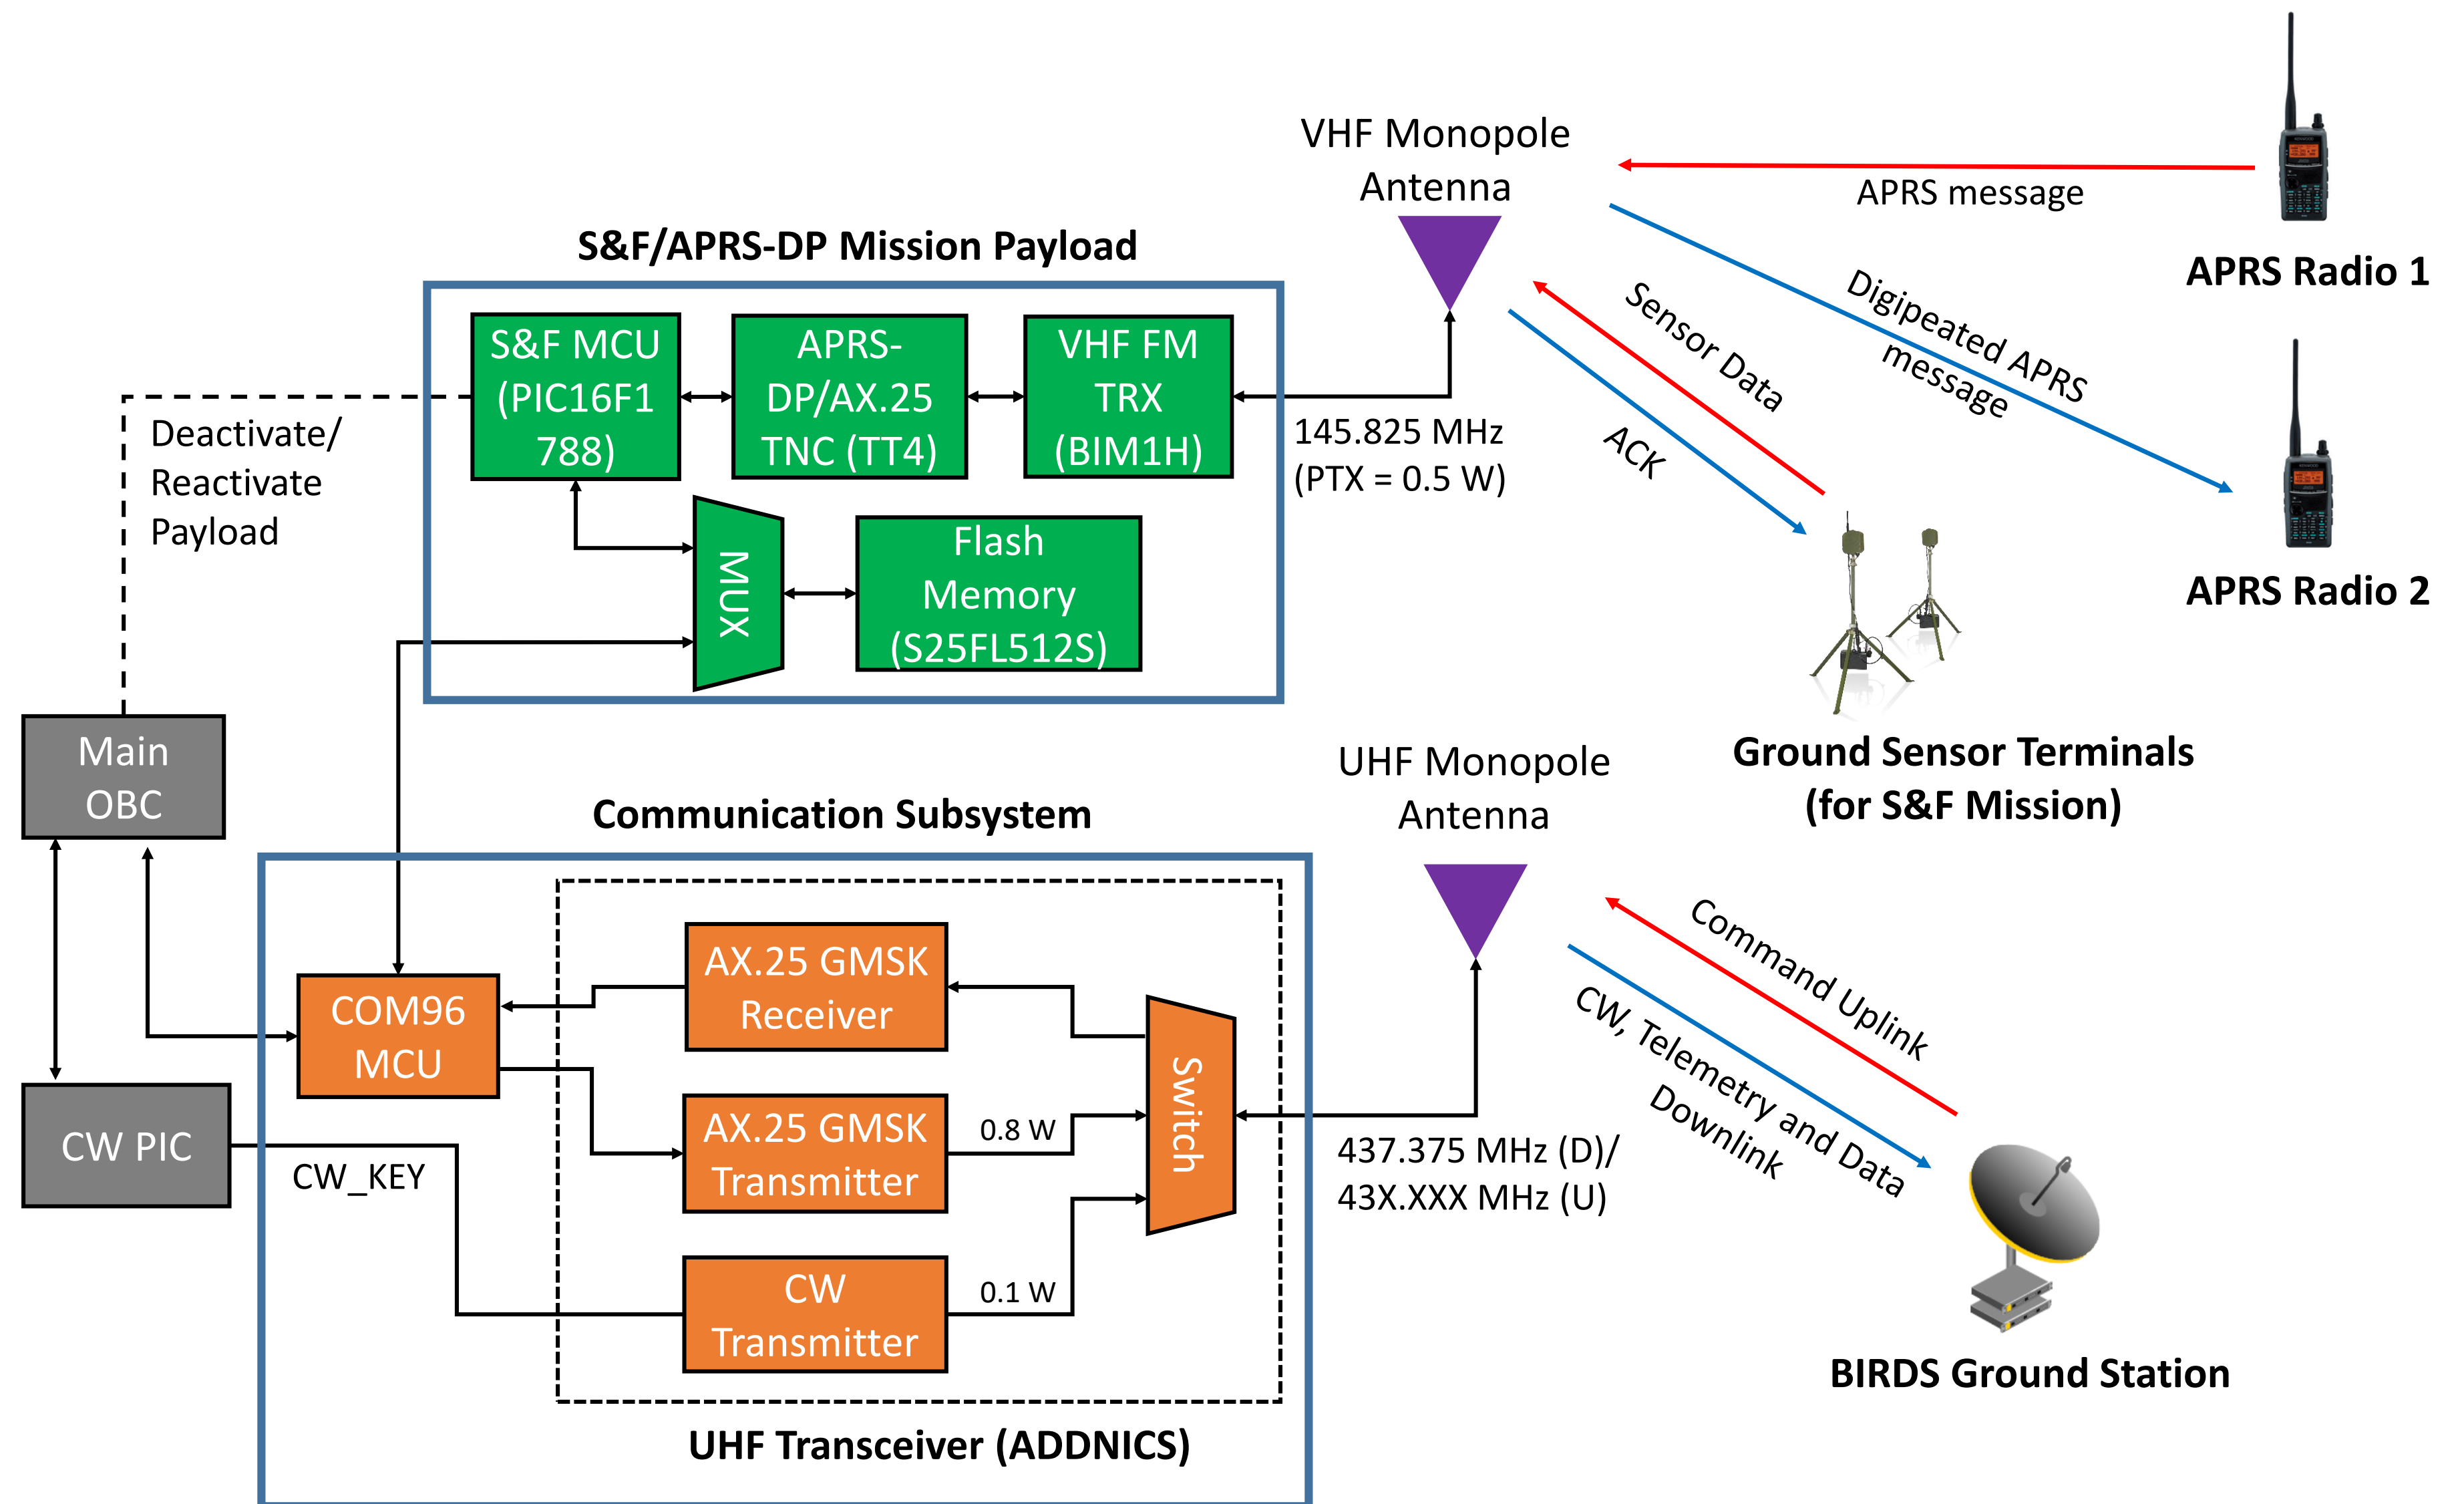 VHF Monopole
Antenna
APRS message
APRS Radio 1
S&F/APRS-DP Mission Payload
S&F MCU
(PIC16F1
788)
APRS-
DP/AX.25
TNC (TT4)
VHF FM
TRX
(BIM1H)
145.825 MHz
(PTX = 0.5 W)
Sensor Data
ACK
Digipeated APRS
message
APRS Radio 2
Deactivate/
Reactivate
Payload
MUX
Flash
Memory
(S25FL512S)
Ground Sensor Terminals
(for S&F Mission)
Main
OBC
UHF Monopole
Antenna
Communication Subsystem
COM96
MCU
AX.25 GMSK
Receiver
AX.25 GMSK
Transmitter
0.8 W
Switch
CW PIC
CW_KEY
CW
Transmitter
0.1 W
437.375 MHz (D)/
43X.XXX MHz (U)
Command Uplink
CW, Telemetry and Data
Downlink
BIRDS Ground Station
UHF Transceiver (ADDNICS)